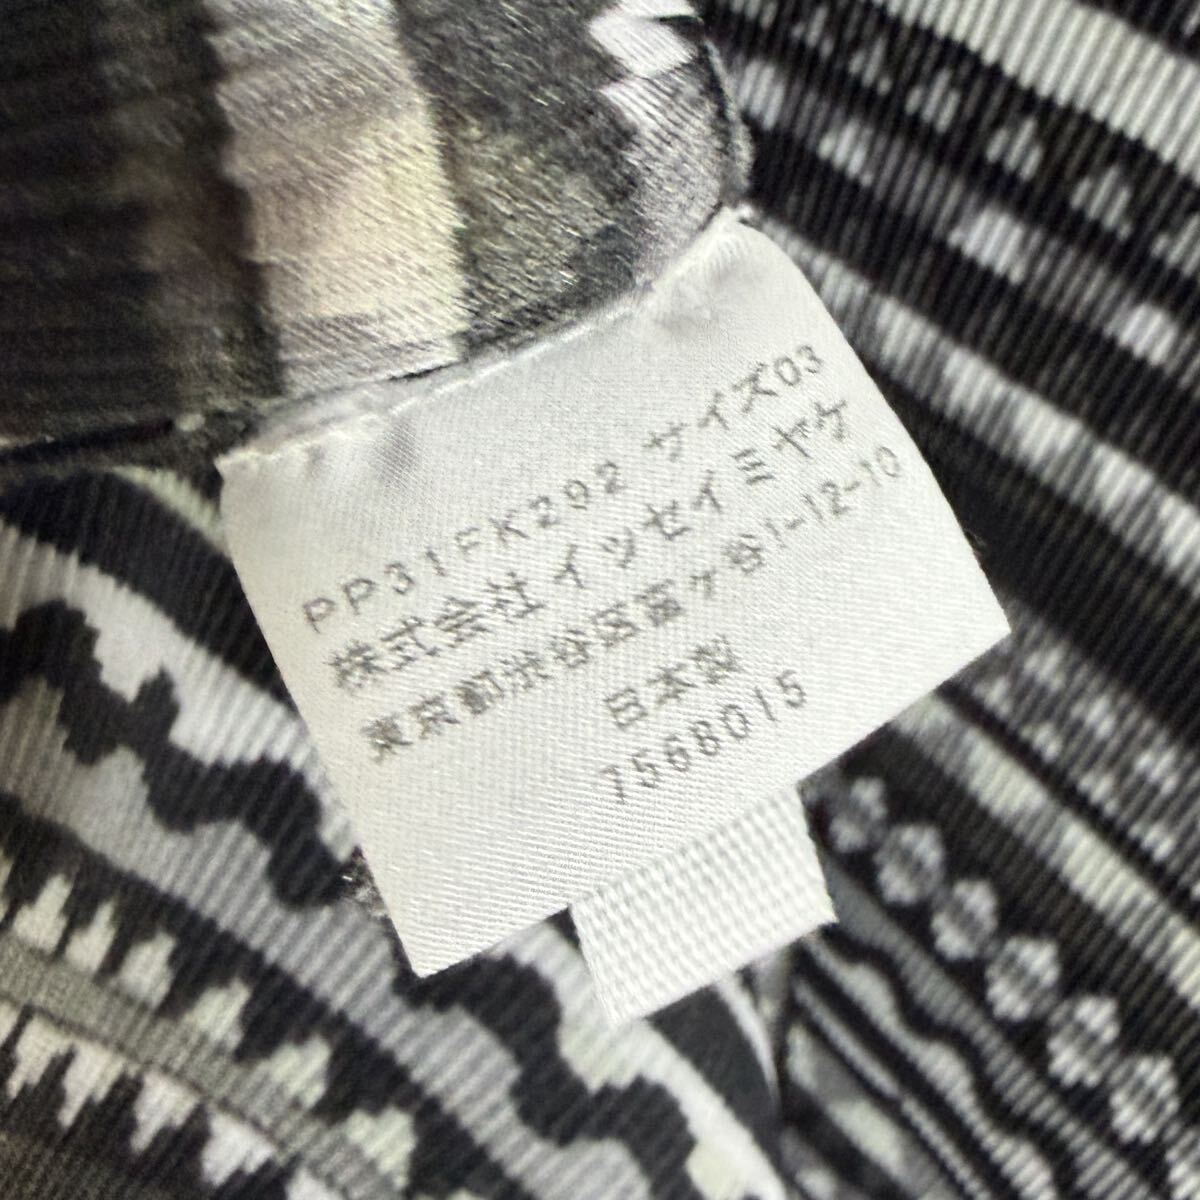 PP31FK292 サイズ03
株式会社イッセイミヤケ
東京都渋谷区富ヶ谷1-12-10
日本製
7568015